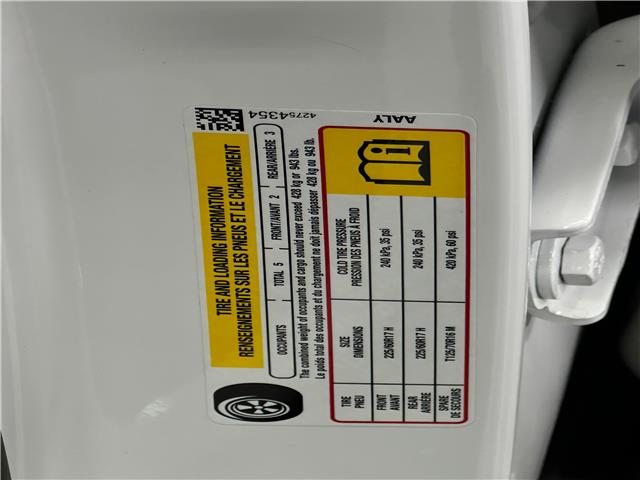 TIRE AND LOADING INFORMATION
RENSEIGNEMENTS SUR LES PNEUS ET LE CHARGEMENT
42754354
OCCUPANTS TOTAL 5 FRONT/AVANT 2 REAR/ARRIÈRE 3
The combined weight of occupants and cargo should never exceed 428 kg or 943 lbs.
Le poids total des occupants et du chargement ne doit jamais dépasser 428 kg ou 943 lb.
TIRE SIZE COLD TIRE PRESSURE
PNEU DIMENSIONS PRESSION DES PNEUS À FROID
FRONT 225/60R17 H 240 kPa, 35 psi
AVANT
REAR 225/60R17 H 240 kPa, 35 psi
ARRIÈRE
SPARE T125/70R16 M 420 kPa, 60 psi
DE SECOURS
AALY